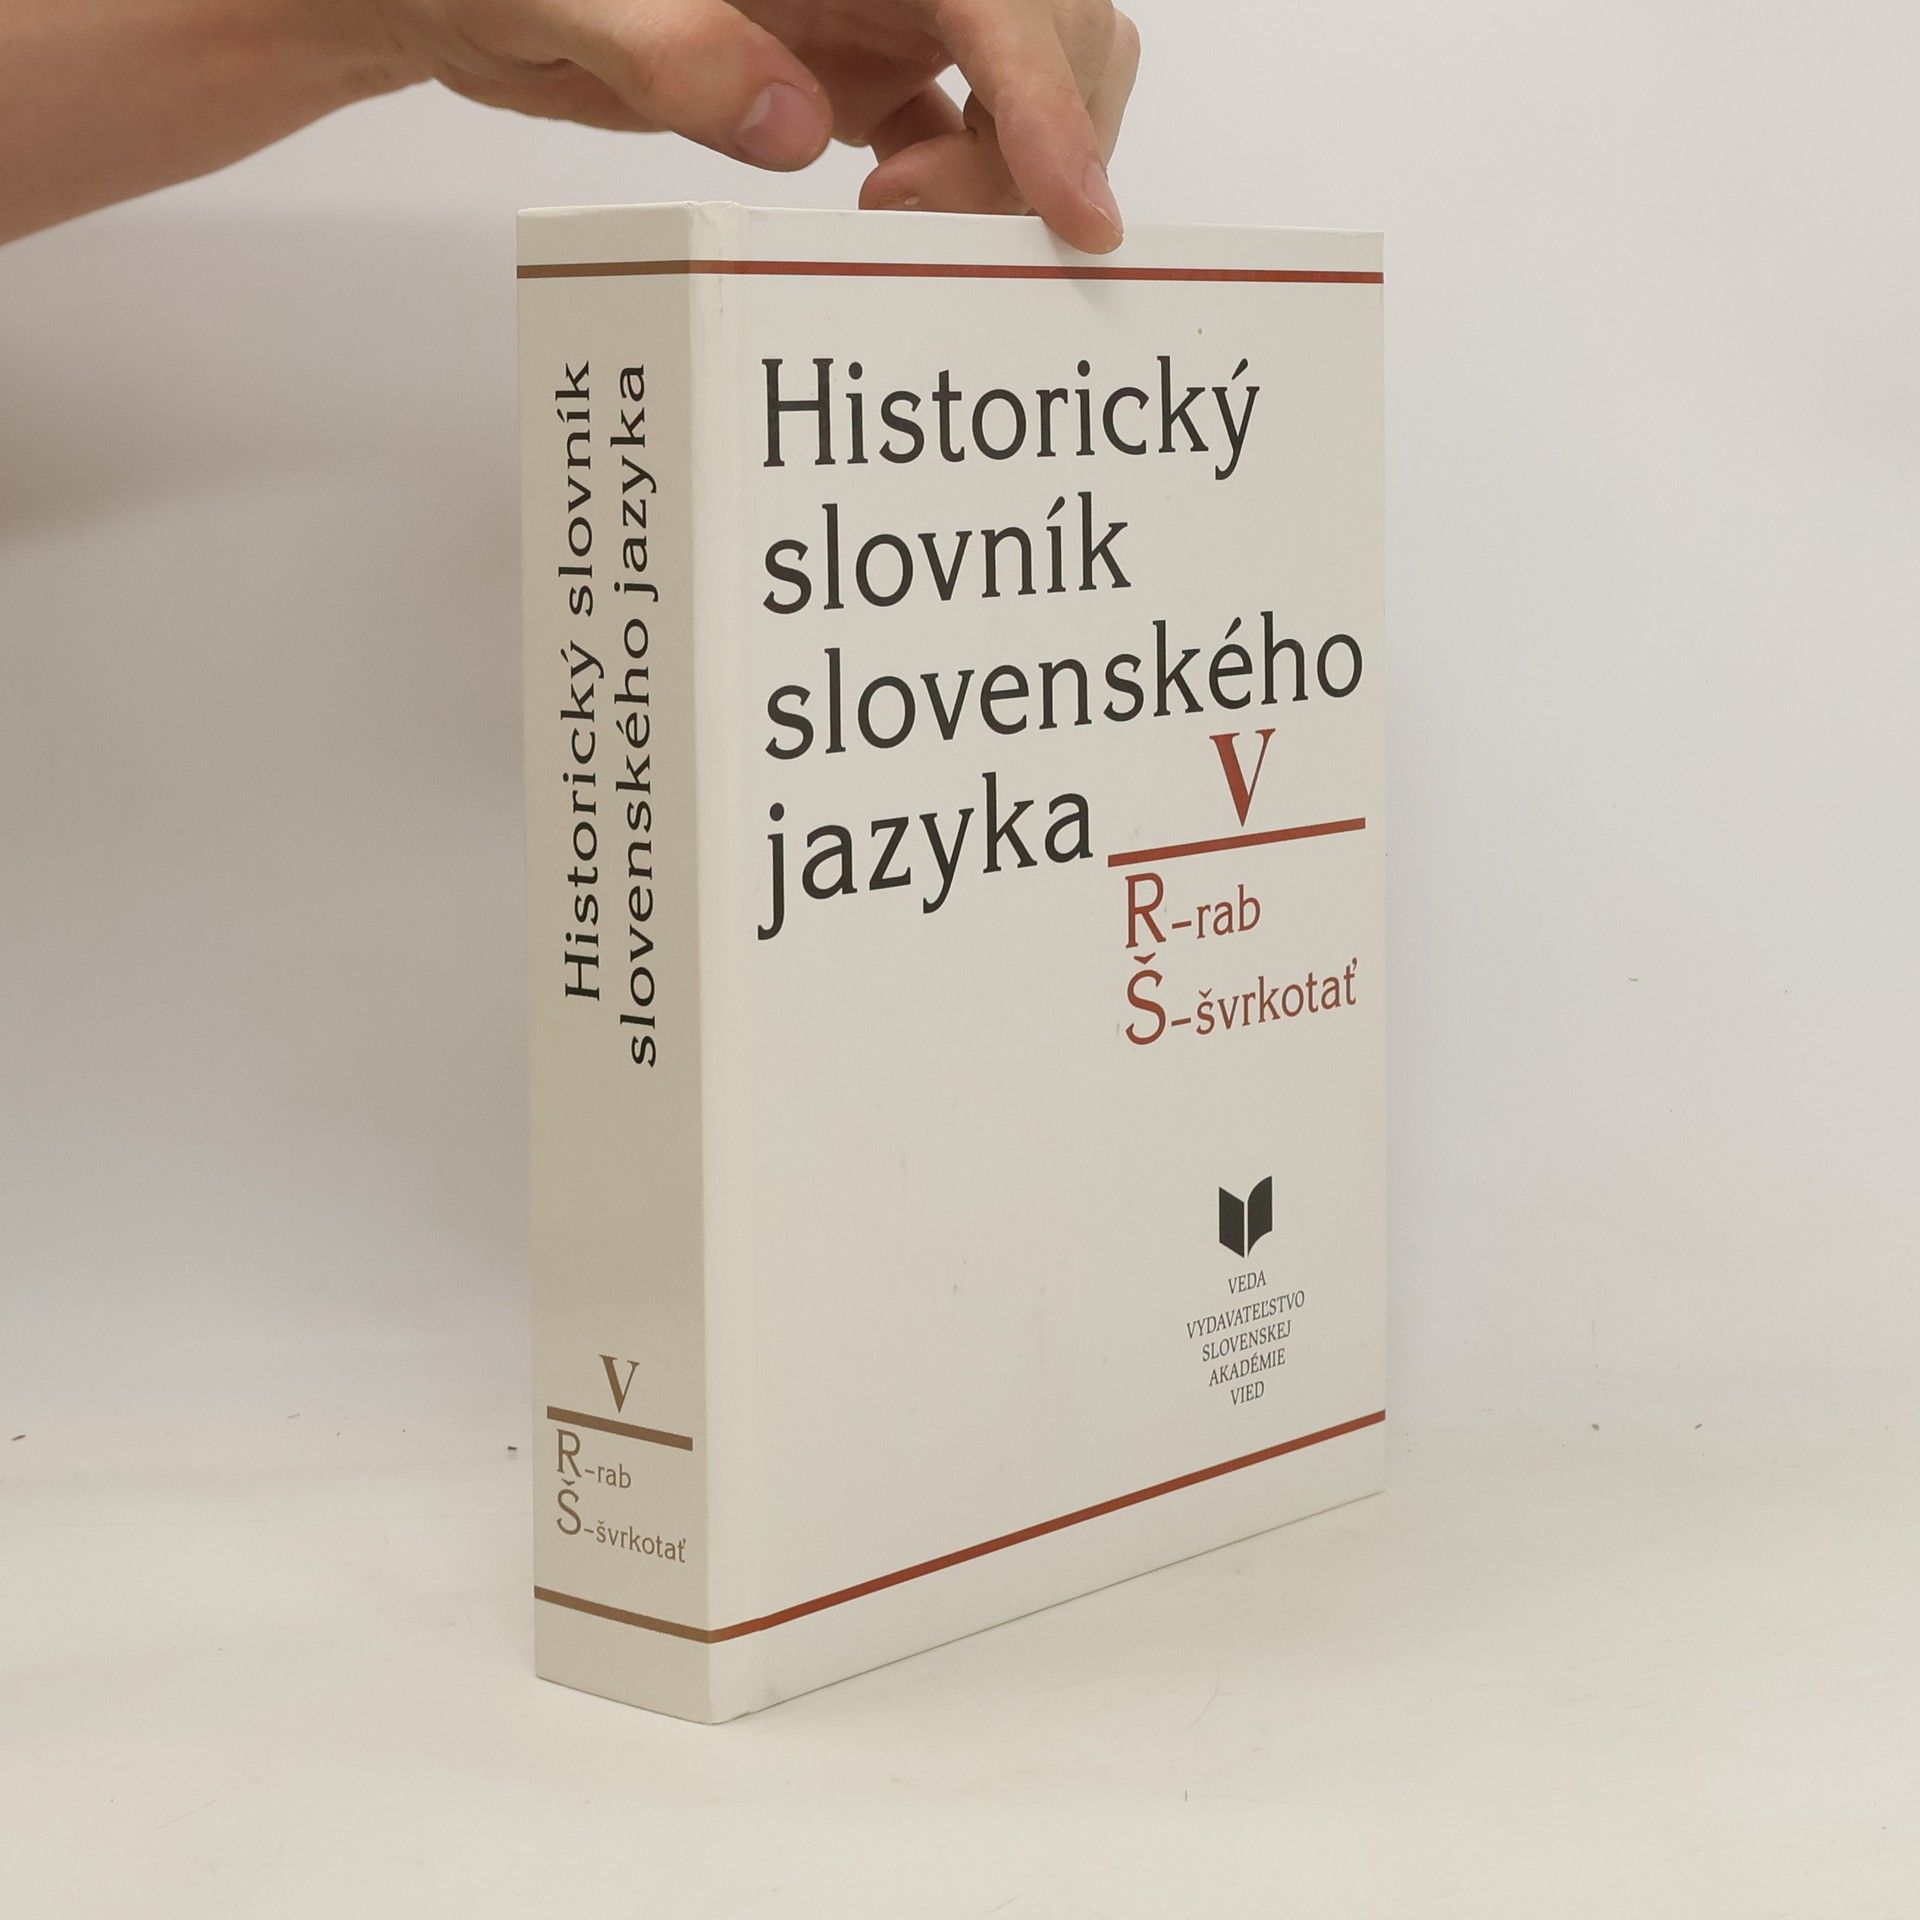 Historický slovník
slovenského jazyka
V
R–rab
Š–švrkotať
Historický
slovník
slovenského
jazyka
V
R–rab
Š–švrkotať
VEDA
VYDAVATEĽSTVO
SLOVENSKEJ
AKADÉMIE
VIED